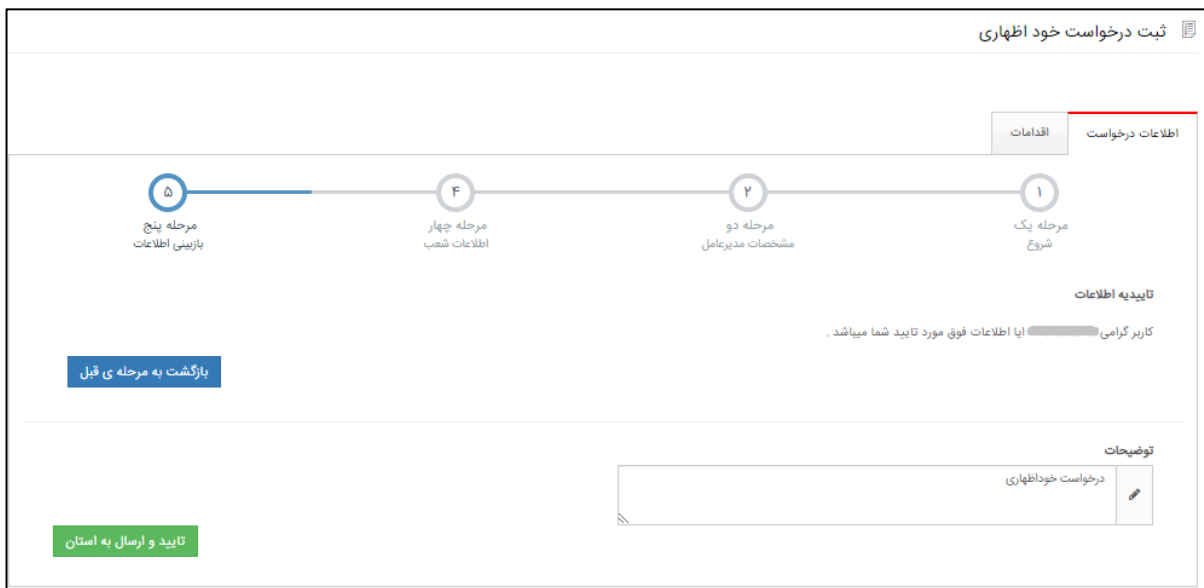 ثبت درخواست خود اظهاری
اطلاعات درخواست
اقدامات
۱
مرحله یک
شروع
۲
مرحله دو
مشخصات مدیرعامل
۴
مرحله چهار
اطلاعات شعب
۵
مرحله پنج
بازبینی اطلاعات
تاییدیه اطلاعات
کاربر گرامی ایا اطلاعات فوق مورد تایید شما میباشد .
بازگشت به مرحله ی قبل
توضیحات
درخواست خوداظهاری
تایید و ارسال به استان